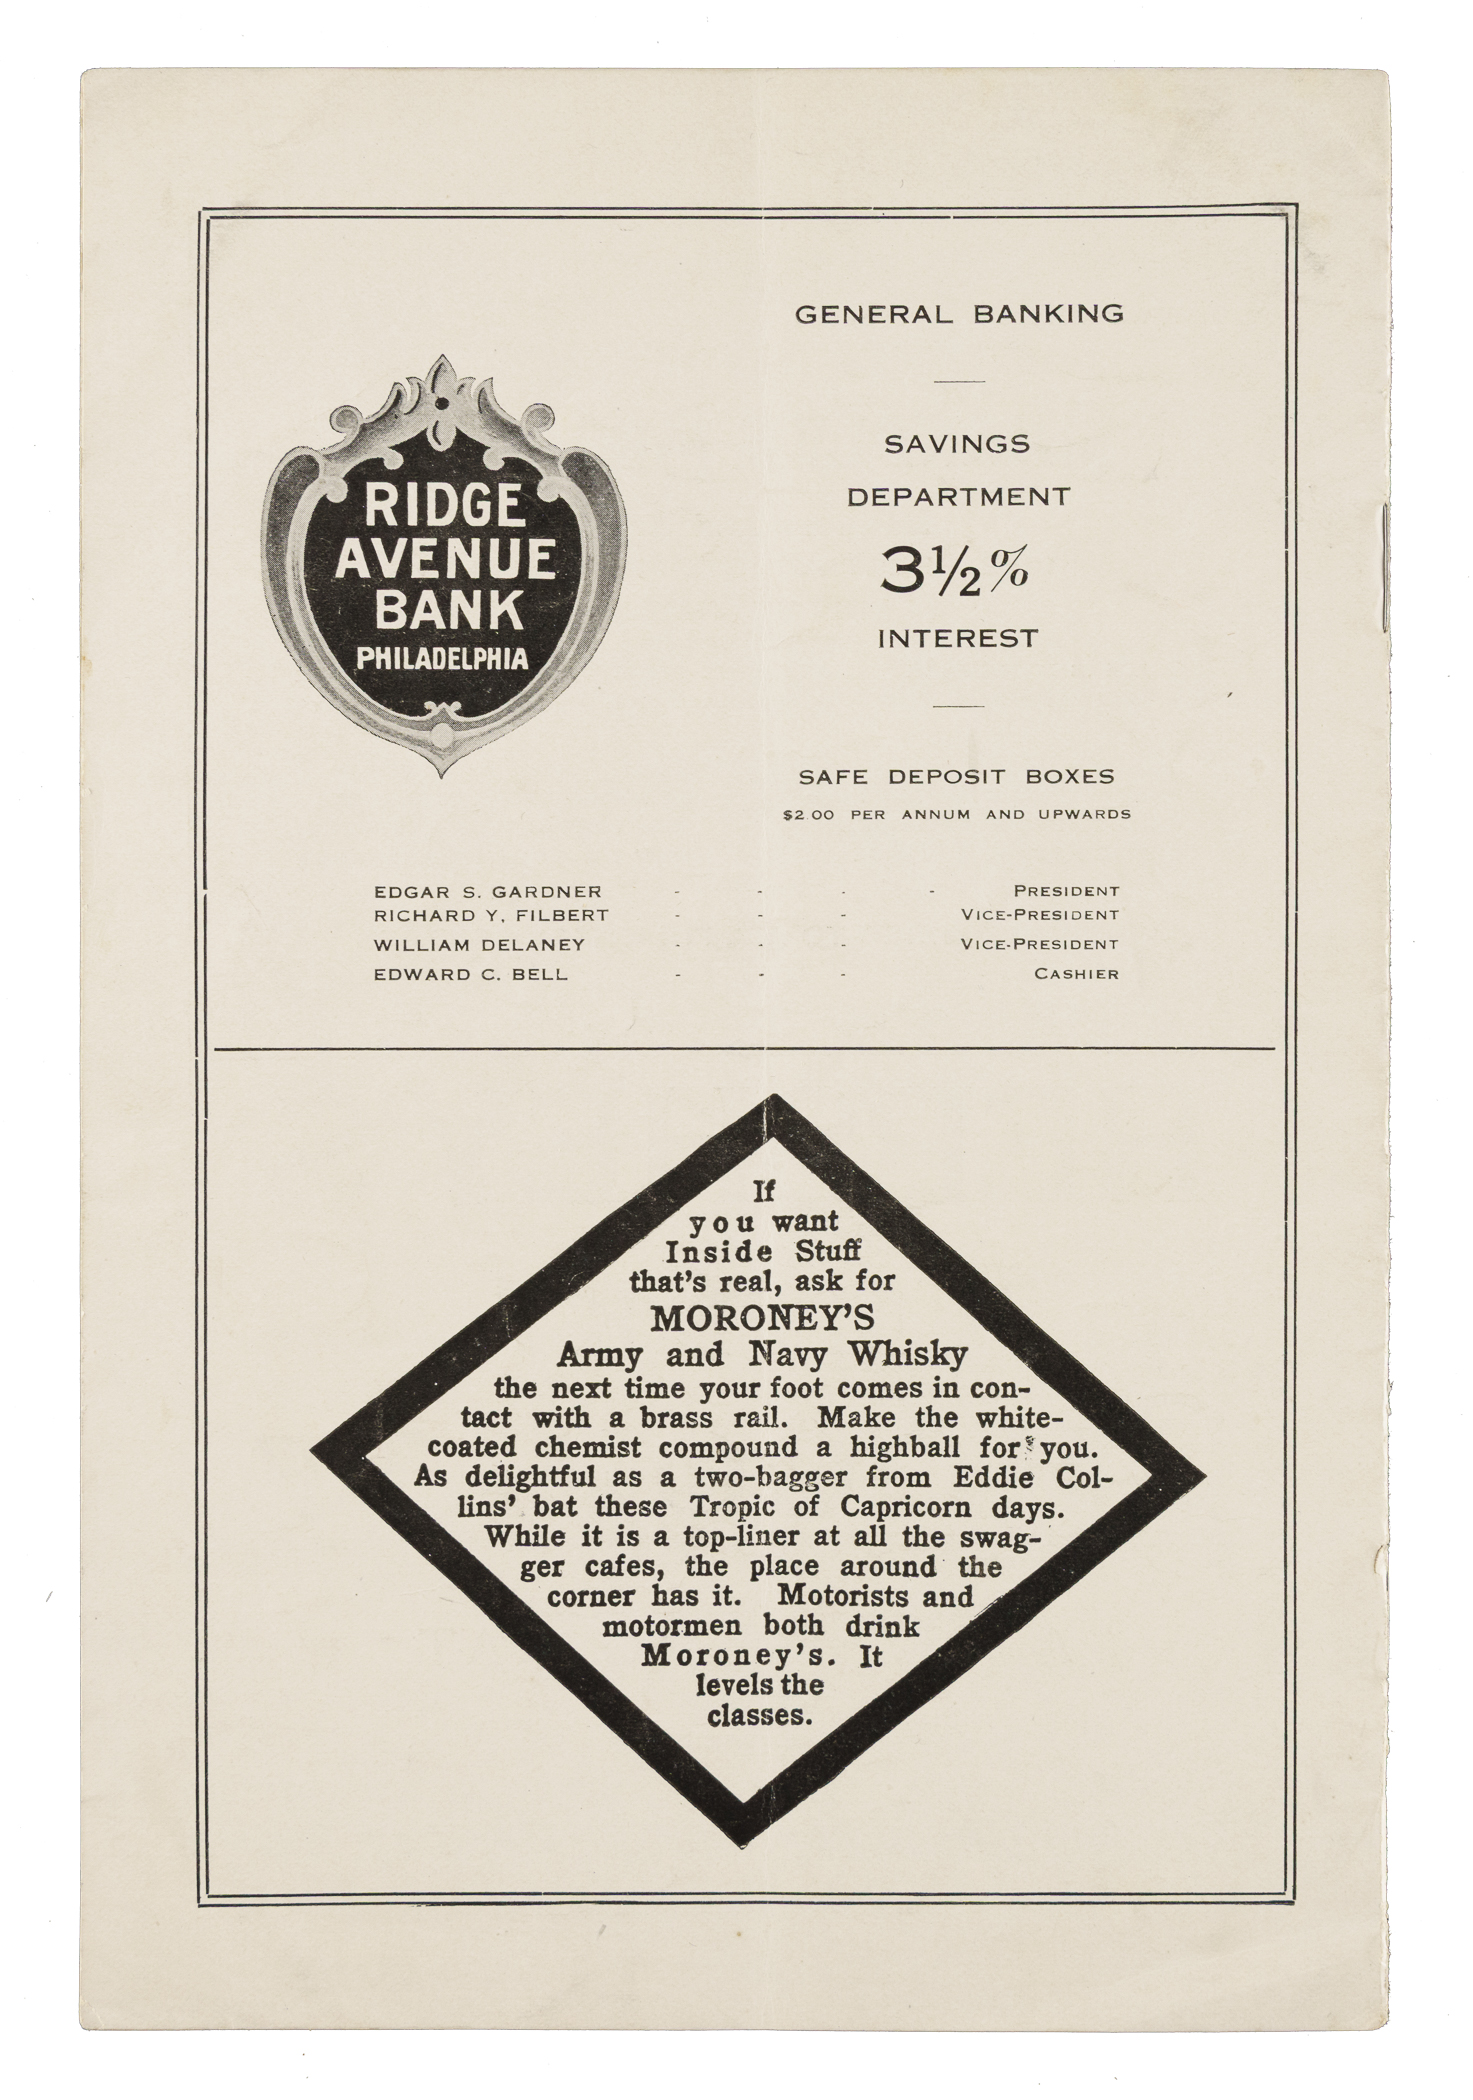 RIDGE
AVENUE
BANK
PHILADELPHIA
GENERAL BANKING
SAVINGS
DEPARTMENT
3½%
INTEREST
SAFE DEPOSIT BOXES
$2.00 PER ANNUM AND UPWARDS
EDGAR S. GARDNER - - - - PRESIDENT
RICHARD Y. FILBERT - - - VICE-PRESIDENT
WILLIAM DELANEY - - - VICE-PRESIDENT
EDWARD C. BELL - - - CASHIER
If
you want
Inside Stuff
that's real, ask for
MORONEY'S
Army and Navy Whisky
the next time your foot comes in con-
tact with a brass rail. Make the white-
coated chemist compound a highball for you.
As delightful as a two-bagger from Eddie Col-
lins' bat these Tropic of Capricorn days.
While it is a top-liner at all the swag-
ger cafes, the place around the
corner has it. Motorists and
motormen both drink
Moroney's. It
levels the
classes.